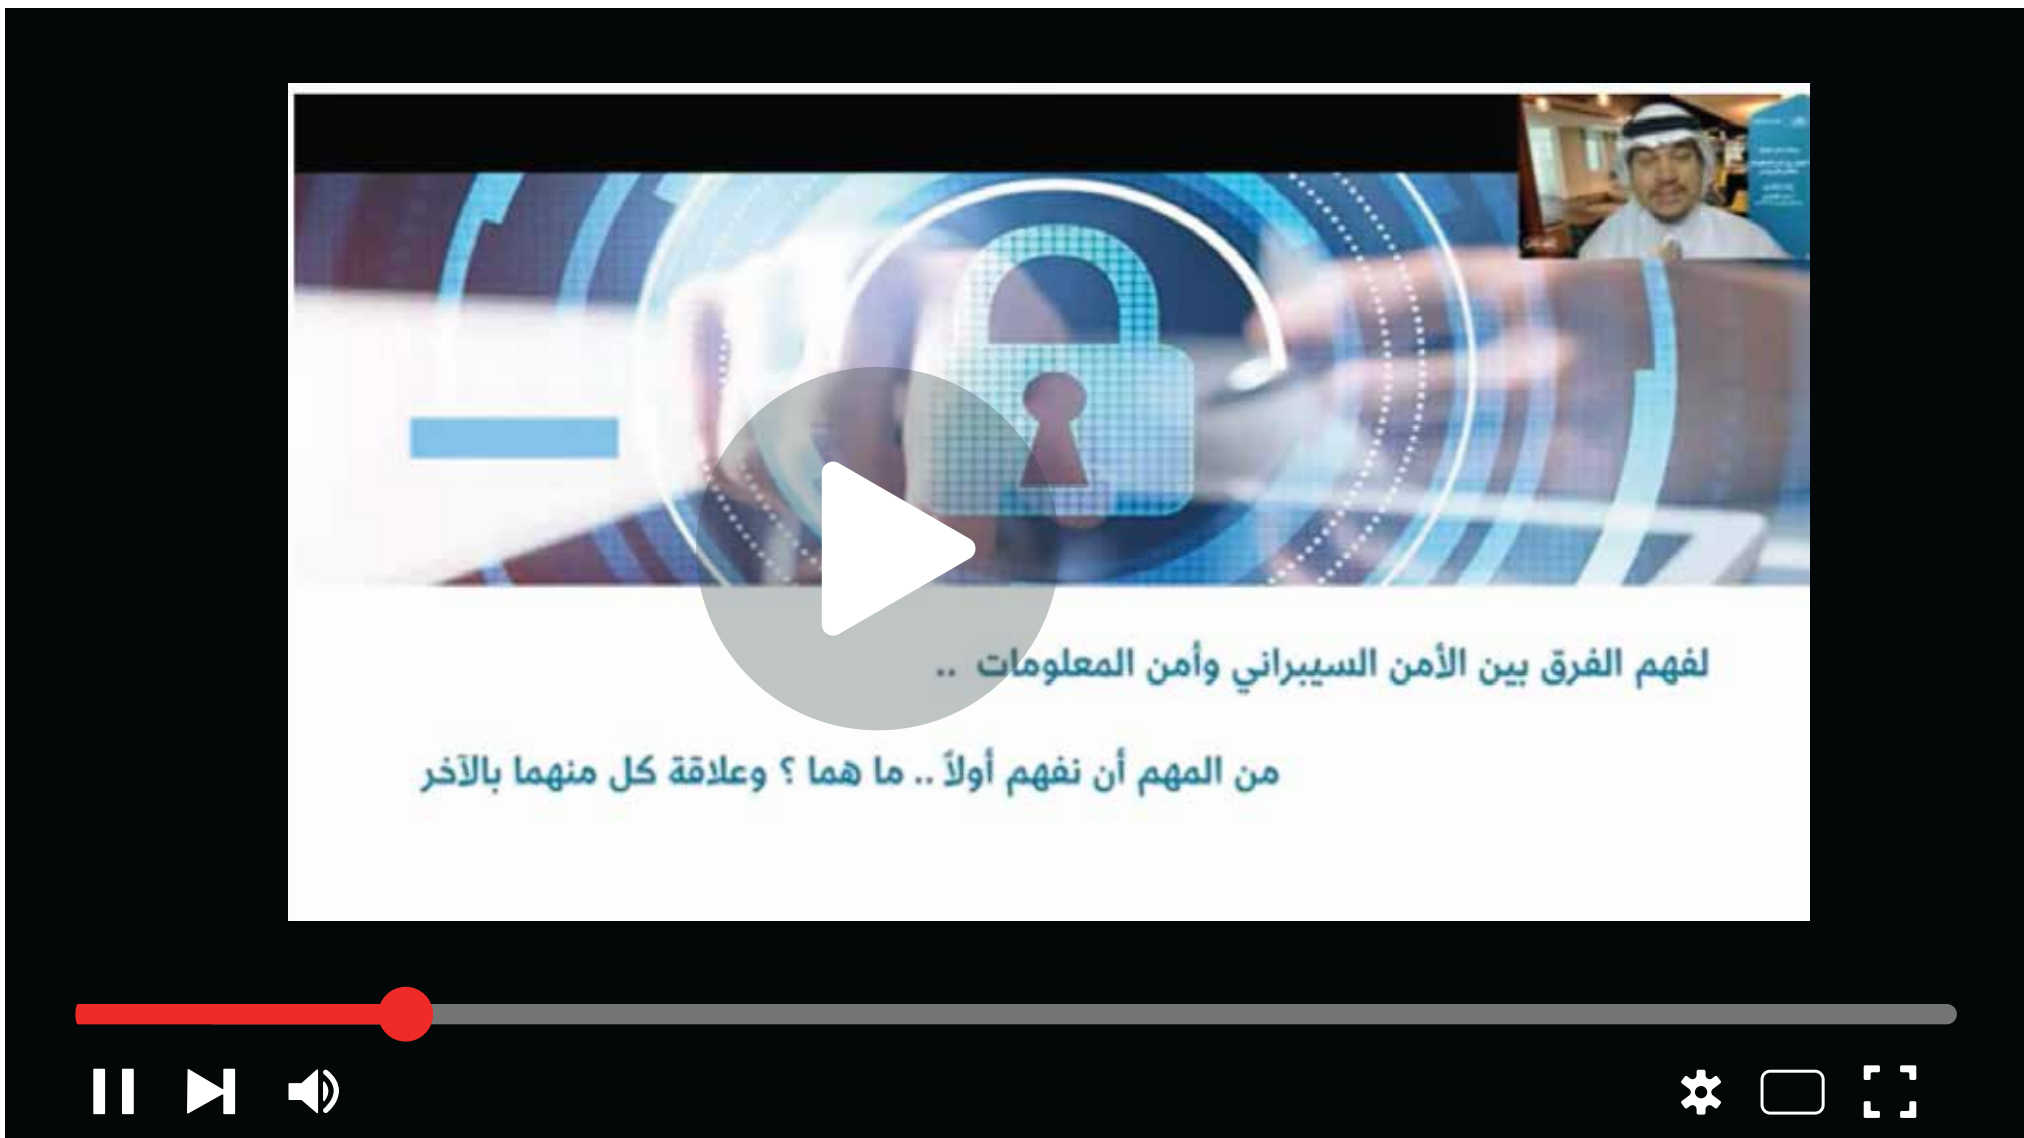 لفهم الفرق بين الأمن السيبراني وأمن المعلومات ..
من المهم أن نفهم أولاً .. ما هما ؟ وعلاقة كل منهما بالآخر